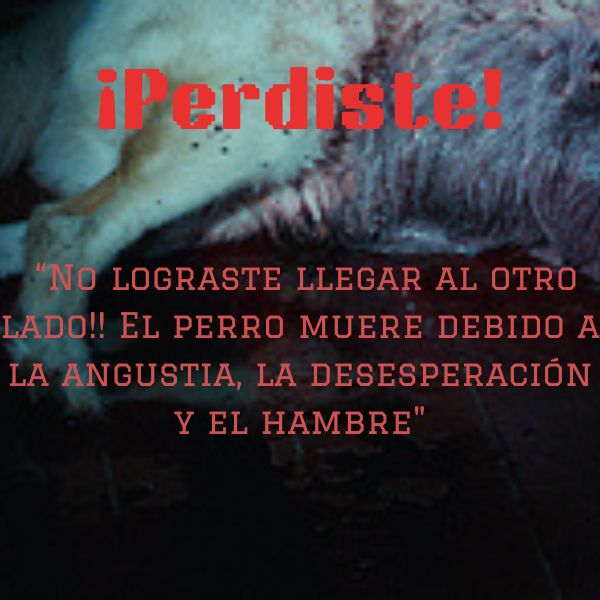 ¡Perdiste!
“No lograste llegar al otro
lado!! El perro muere debido a
la angustia, la desesperación
y el hambre"